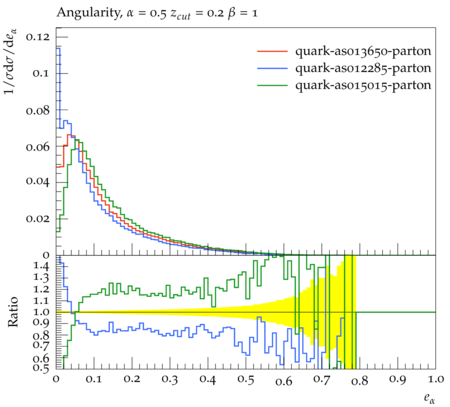 Angularity, α = 0.5 z_cut = 0.2 β = 1
1/σdσ/de_α
0.12
0.1
0.08
0.06
0.04
0.02
0
quark-as013650-parton
quark-as012285-parton
quark-as015015-parton
Ratio
1.4
1.3
1.2
1.1
1.0
0.9
0.8
0.7
0.6
0.5
0 0.1 0.2 0.3 0.4 0.5 0.6 0.7 0.8 0.9 1.0
e_α